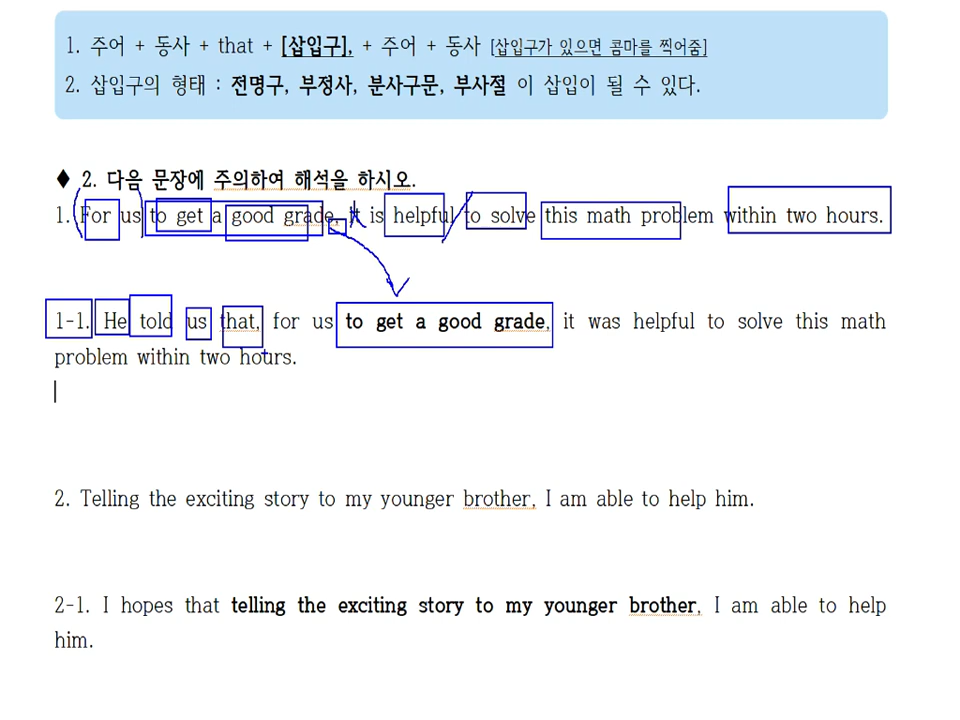 1. 주어 + 동사 + that + [삽입구], + 주어 + 동사 [삽입구가 있으면 콤마를 찍어줌]
2. 삽입구의 형태 : 전명구, 부정사, 분사구문, 부사절 이 삽입이 될 수 있다.
◆ 2. 다음 문장에 주의하여 해석을 하시오.
1. For us to get a good grade, it is helpful to solve this math problem within two hours.
1-1. He told us that, for us to get a good grade, it was helpful to solve this math
problem within two hours.
2. Telling the exciting story to my younger brother, I am able to help him.
2-1. I hopes that telling the exciting story to my younger brother, I am able to help
him.